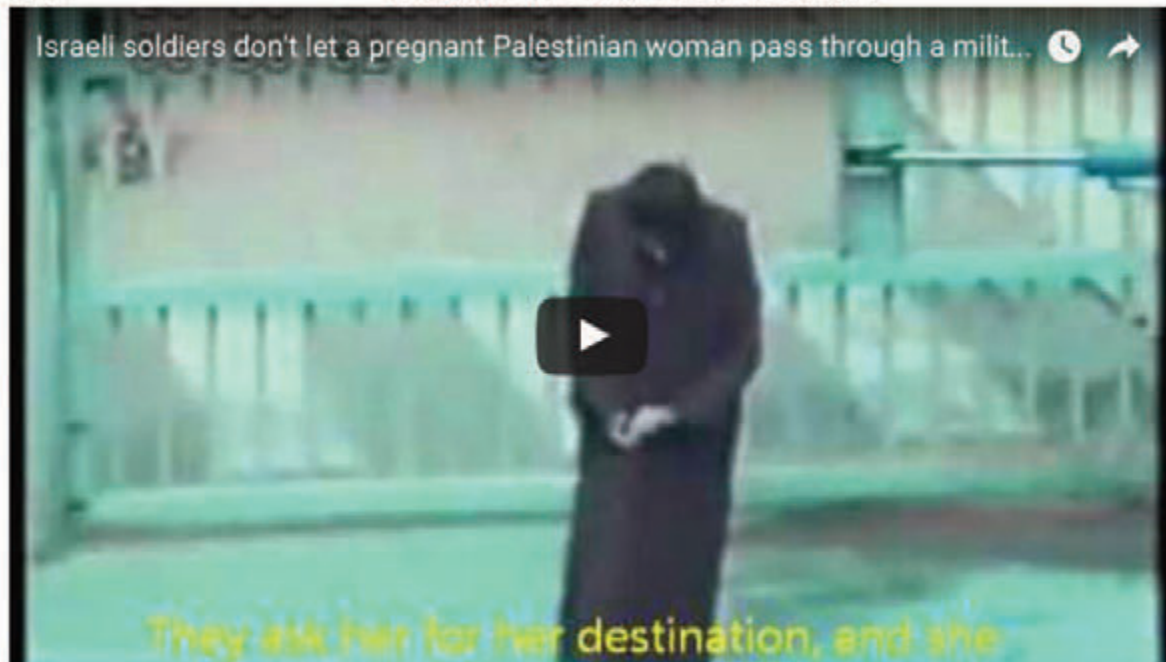 Israeli soldiers don't let a pregnant Palestinian woman pass through a milit...
They ask her for her destination, and she